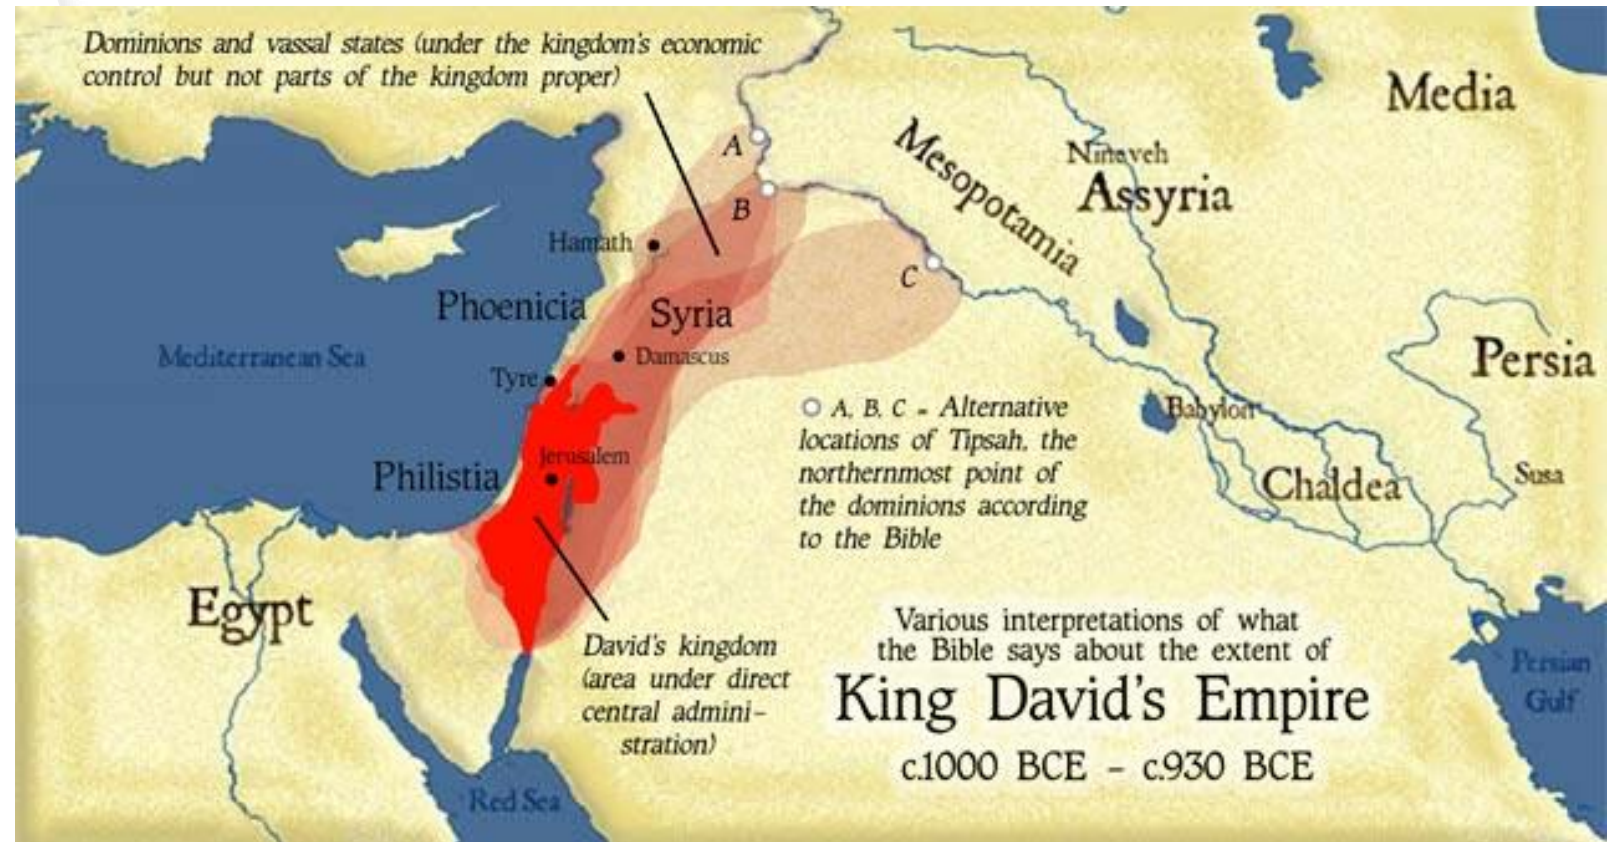 Dominions and vassal states (under the kingdom's economic
control but not parts of the kingdom proper)
Media
A
Mesopotamia
Nineveh
Assyria
B
Hamath
C
Phoenicia
Syria
Mediterranean Sea
Damascus
Persia
Tyre
A, B, C = Alternative
locations of Tipsah, the
northernmost point of
the dominions according
to the Bible
Babylon
Jerusalem
Philistia
Chaldea
Susa
Egypt
David's kingdom
(area under direct
central admini-
stration)
Various interpretations of what
the Bible says about the extent of
King David's Empire
c.1000 BCE – c.930 BCE
Persian
Gulf
Red Sea